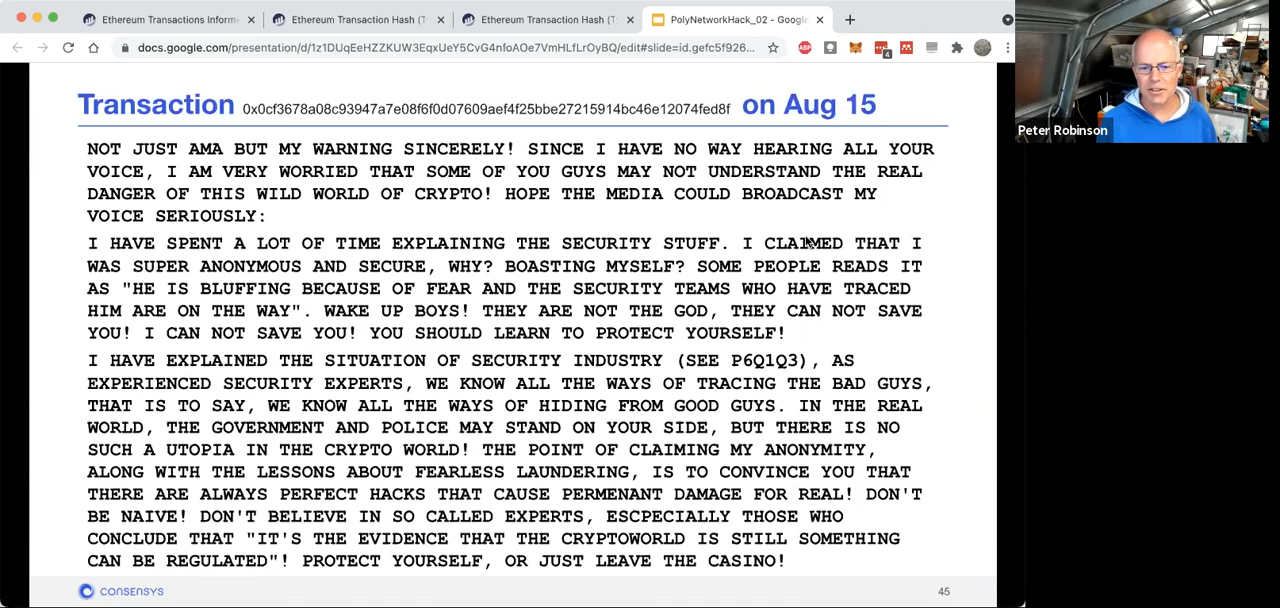 Ethereum Transactions Informa
Ethereum Transaction Hash (T
Ethereum Transaction Hash (T
PolyNetworkHack_02 - Google
docs.google.com/presentation/d/1z1DUqEeHZZKUW3EqxUeY5CvG4nfoAOe7VmHLfLrOyBQ/edit#slide=id.gefc5f926...
ABP
4
Peter Robinson
Transaction 0x0cf3678a08c93947a7e08f6f0d07609aef4f25bbe27215914bc46e12074fed8f on Aug 15
NOT JUST AMA BUT MY WARNING SINCERELY! SINCE I HAVE NO WAY HEARING ALL YOUR
VOICE, I AM VERY WORRIED THAT SOME OF YOU GUYS MAY NOT UNDERSTAND THE REAL
DANGER OF THIS WILD WORLD OF CRYPTO! HOPE THE MEDIA COULD BROADCAST MY
VOICE SERIOUSLY:
I HAVE SPENT A LOT OF TIME EXPLAINING THE SECURITY STUFF. I CLAIMED THAT I
WAS SUPER ANONYMOUS AND SECURE, WHY? BOASTING MYSELF? SOME PEOPLE READS IT
AS "HE IS BLUFFING BECAUSE OF FEAR AND THE SECURITY TEAMS WHO HAVE TRACED
HIM ARE ON THE WAY". WAKE UP BOYS! THEY ARE NOT THE GOD, THEY CAN NOT SAVE
YOU! I CAN NOT SAVE YOU! YOU SHOULD LEARN TO PROTECT YOURSELF!
I HAVE EXPLAINED THE SITUATION OF SECURITY INDUSTRY (SEE P6Q1Q3), AS
EXPERIENCED SECURITY EXPERTS, WE KNOW ALL THE WAYS OF TRACING THE BAD GUYS,
THAT IS TO SAY, WE KNOW ALL THE WAYS OF HIDING FROM GOOD GUYS. IN THE REAL
WORLD, THE GOVERNMENT AND POLICE MAY STAND ON YOUR SIDE, BUT THERE IS NO
SUCH A UTOPIA IN THE CRYPTO WORLD! THE POINT OF CLAIMING MY ANONYMITY,
ALONG WITH THE LESSONS ABOUT FEARLESS LAUNDERING, IS TO CONVINCE YOU THAT
THERE ARE ALWAYS PERFECT HACKS THAT CAUSE PERMENANT DAMAGE FOR REAL! DON'T
BE NAIVE! DON'T BELIEVE IN SO CALLED EXPERTS, ESCPECIALLY THOSE WHO
CONCLUDE THAT "IT'S THE EVIDENCE THAT THE CRYPTOWORLD IS STILL SOMETHING
CAN BE REGULATED"! PROTECT YOURSELF, OR JUST LEAVE THE CASINO!
CONSENSYS
45